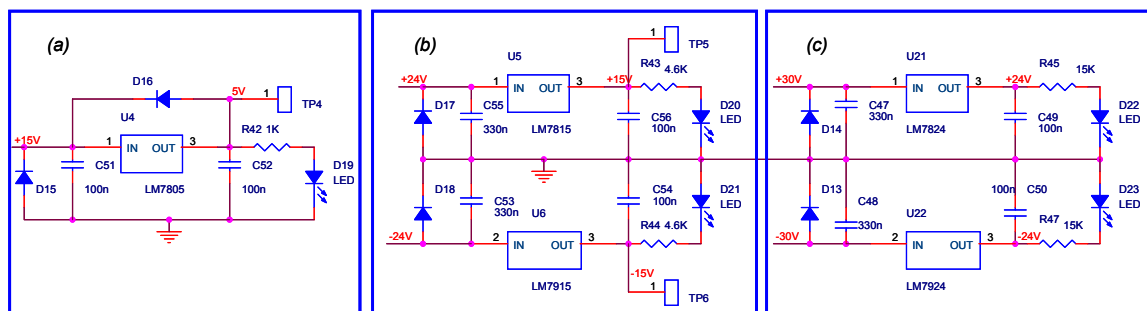 (a)
D16
5V
1
TP4
U4
+15V
1
IN
OUT
3
R42 1K
C51
100n
LM7805
C52
100n
D19
LED
D15
(b)
1
TP5
U5
+24V
1
IN
OUT
3
+15V
R43
4.6K
D17
C55
330n
LM7815
C56
100n
D20
LED
D18
C53
330n
U6
C54
100n
D21
LED
-24V
2
IN
OUT
3
R44 4.6K
LM7915
-15V
1
TP6
(c)
U21
+30V
1
IN
OUT
3
+24V
R45
15K
D14
C47
330n
LM7824
C49
100n
D22
LED
D13
C48
330n
U22
100n
C50
D23
LED
R47
15K
-30V
2
IN
OUT
3
-24V
LM7924